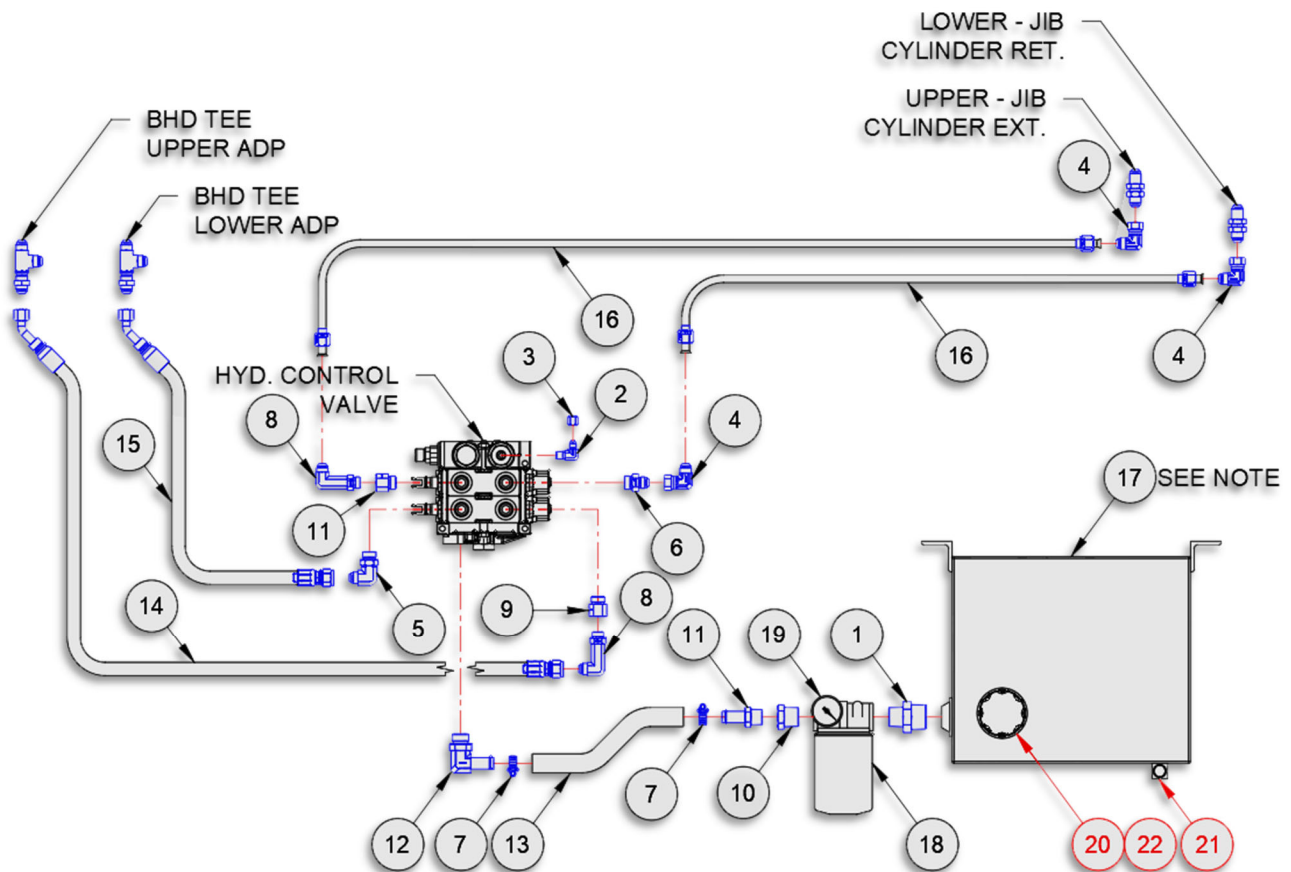 LOWER - JIB
CYLINDER RET.
UPPER - JIB
CYLINDER EXT.
BHD TEE
UPPER ADP
BHD TEE
LOWER ADP
4
16
16
4
3
2
HYD. CONTROL
VALVE
8
4
15
11
6
17 SEE NOTE
14
5
9
8
11
19
1
7
10
12
7
13
18
20
22
21